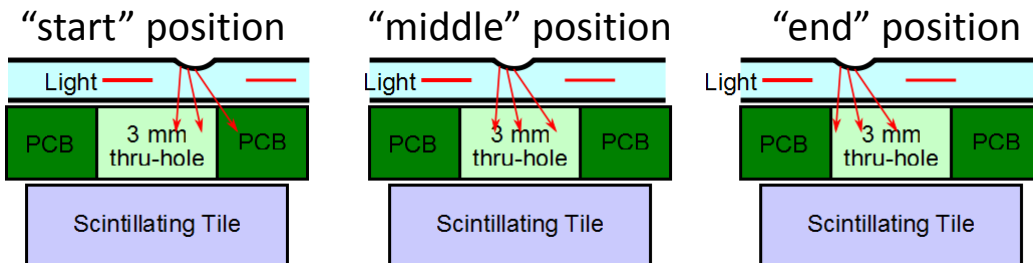 “start” position
Light
PCB
3 mm
thru-hole
PCB
Scintillating Tile
“middle” position
Light
PCB
3 mm
thru-hole
PCB
Scintillating Tile
“end” position
Light
PCB
3 mm
thru-hole
PCB
Scintillating Tile